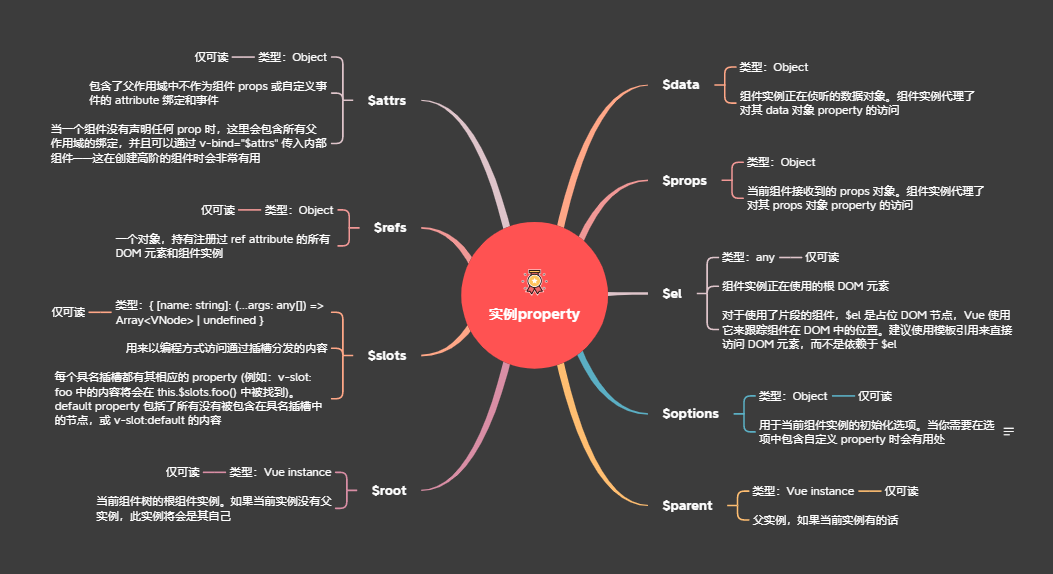 实例property
$data
类型：Object
组件实例正在侦听的数据对象。组件实例代理了
对其 data 对象 property 的访问
$props
类型：Object
当前组件接收到的 props 对象。组件实例代理了
对其 props 对象 property 的访问
$el
类型：any
仅可读
组件实例正在使用的根 DOM 元素
对于使用了片段的组件，$el 是占位 DOM 节点，Vue 使用
它来跟踪组件在 DOM 中的位置。建议使用模板引用来直接
访问 DOM 元素，而不是依赖于 $el
$options
类型：Object
仅可读
用于当前组件实例的初始化选项。当你需要在选
项中包含自定义 property 时会有用处
$parent
类型：Vue instance
仅可读
父实例，如果当前实例有的话
$attrs
类型：Object
仅可读
包含了父作用域中不作为组件 props 或自定义事
件的 attribute 绑定和事件
当一个组件没有声明任何 prop 时，这里会包含所有父
作用域的绑定，并且可以通过 v-bind="$attrs" 传入内部
组件——这在创建高阶的组件时会非常有用
$refs
类型：Object
仅可读
一个对象，持有注册过 ref attribute 的所有
DOM 元素和组件实例
$slots
类型：{ [name: string]: (...args: any[]) =>
Array<VNode> | undefined }
仅可读
用来以编程方式访问通过插槽分发的内容
每个具名插槽都有其相应的 property (例如：v-slot:
foo 中的内容将会在 this.$slots.foo() 中被找到)。
default property 包括了所有没有被包含在具名插槽中
的节点，或 v-slot:default 的内容
$root
类型：Vue instance
仅可读
当前组件树的根组件实例。如果当前实例没有父
实例，此实例将会是其自己